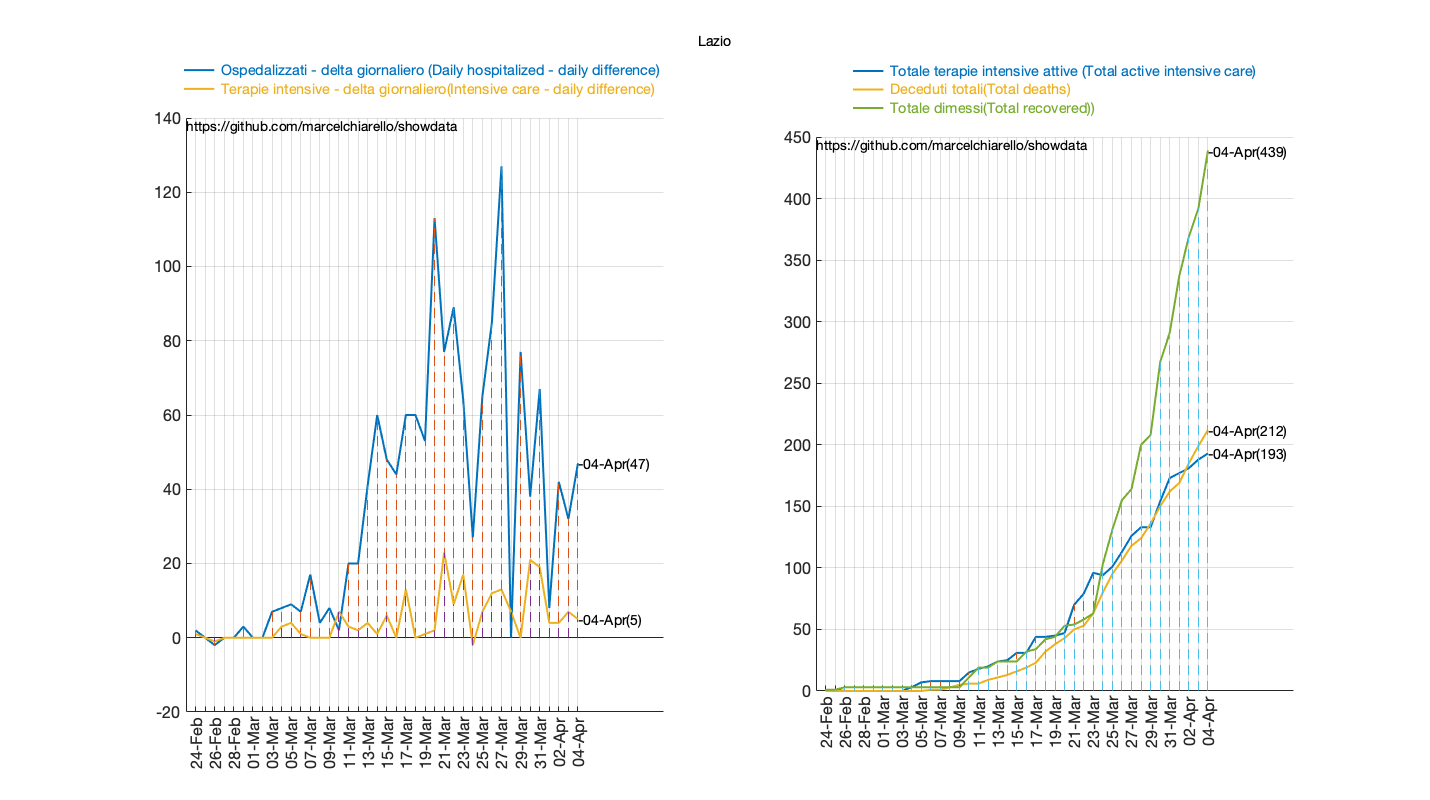 Lazio
Ospedalizzati - delta giornaliero (Daily hospitalized - daily difference)
Terapie intensive - delta giornaliero(Intensive care - daily difference)
140
https://github.com/marcelchiarello/showdata
120
100
80
60
40
20
0
-20
-04-Apr(47)
-04-Apr(5)
24-Feb
26-Feb
28-Feb
01-Mar
03-Mar
05-Mar
07-Mar
09-Mar
11-Mar
13-Mar
15-Mar
17-Mar
19-Mar
21-Mar
23-Mar
25-Mar
27-Mar
29-Mar
31-Mar
02-Apr
04-Apr
Totale terapie intensive attive (Total active intensive care)
Deceduti totali(Total deaths)
Totale dimessi(Total recovered))
450
https://github.com/marcelchiarello/showdata
400
350
300
250
200
150
100
50
0
-04-Apr(439)
-04-Apr(212)
-04-Apr(193)
24-Feb
26-Feb
28-Feb
01-Mar
03-Mar
05-Mar
07-Mar
09-Mar
11-Mar
13-Mar
15-Mar
17-Mar
19-Mar
21-Mar
23-Mar
25-Mar
27-Mar
29-Mar
31-Mar
02-Apr
04-Apr